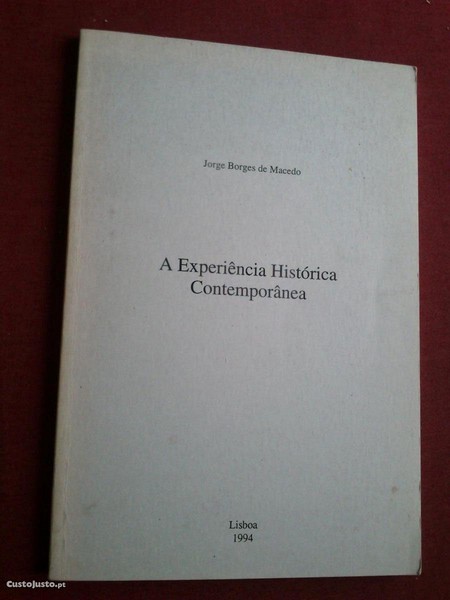 Jorge Borges de Macedo
A Experiência Histórica
Contemporânea
Lisboa
1994
CustoJusto.pt